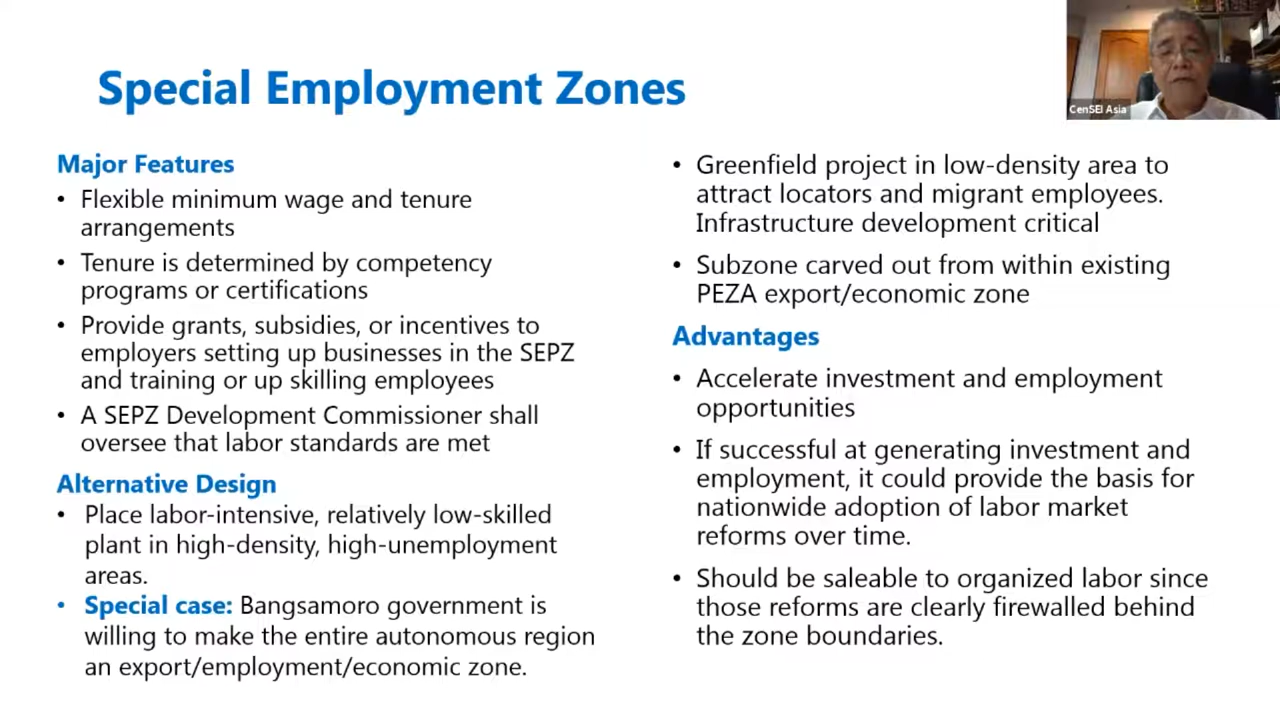 Special Employment Zones
CenSEI Asia
Major Features
• Flexible minimum wage and tenure
arrangements
• Tenure is determined by competency
programs or certifications
• Provide grants, subsidies, or incentives to
employers setting up businesses in the SEPZ
and training or up skilling employees
• A SEPZ Development Commissioner shall
oversee that labor standards are met
Alternative Design
• Place labor-intensive, relatively low-skilled
plant in high-density, high-unemployment
areas.
• Special case: Bangsamoro government is
willing to make the entire autonomous region
an export/employment/economic zone.
• Greenfield project in low-density area to
attract locators and migrant employees.
Infrastructure development critical
• Subzone carved out from within existing
PEZA export/economic zone
Advantages
• Accelerate investment and employment
opportunities
• If successful at generating investment and
employment, it could provide the basis for
nationwide adoption of labor market
reforms over time.
• Should be saleable to organized labor since
those reforms are clearly firewalled behind
the zone boundaries.